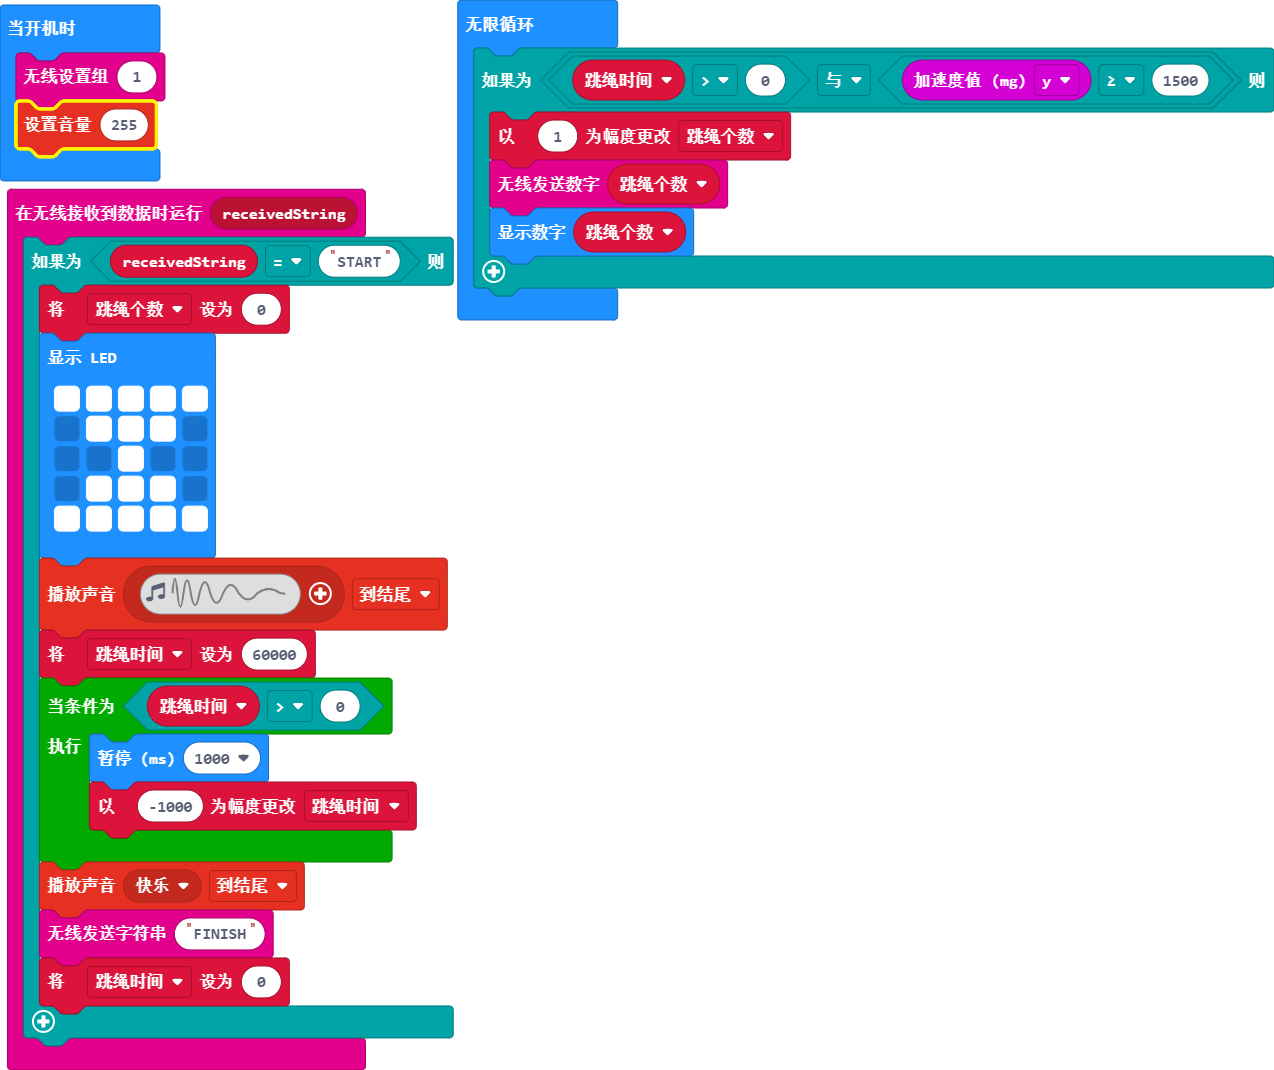 当开机时
无线设置组 1
设置音量 255
在无线接收到数据时运行 receivedString
如果为 receivedString = "START" 则
将 跳绳个数 设为 0
显示 LED
播放声音 到结尾
将 跳绳时间 设为 60000
当条件为 跳绳时间 > 0
执行
暂停 (ms) 1000
以 -1000 为幅度更改 跳绳时间
播放声音 快乐 到结尾
无线发送字符串 "FINISH"
将 跳绳时间 设为 0
无限循环
如果为 跳绳时间 > 0 与 加速度值 (mg) y ≥ 1500 则
以 1 为幅度更改 跳绳个数
无线发送数字 跳绳个数
显示数字 跳绳个数